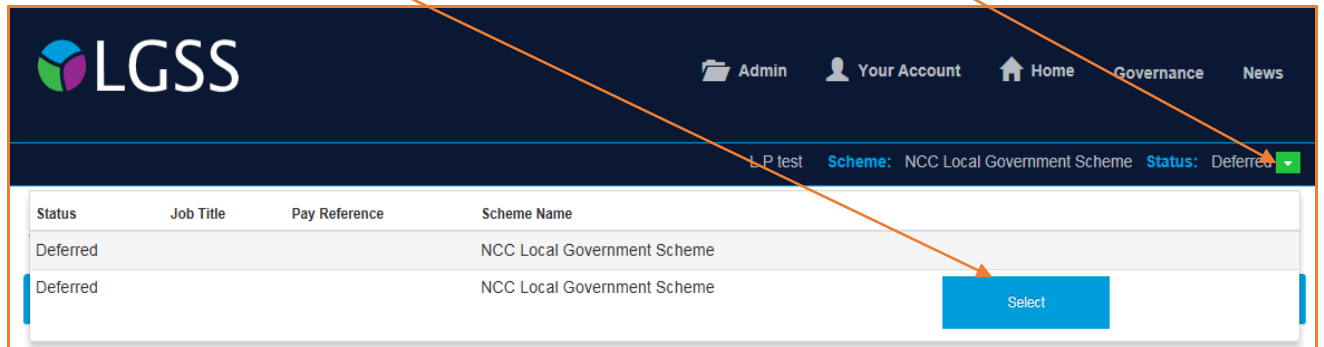 LGSS
Admin Your Account Home Governance News
L P test Scheme: NCC Local Government Scheme Status: Deferred
Status Job Title Pay Reference Scheme Name
Deferred NCC Local Government Scheme
Deferred NCC Local Government Scheme
Select